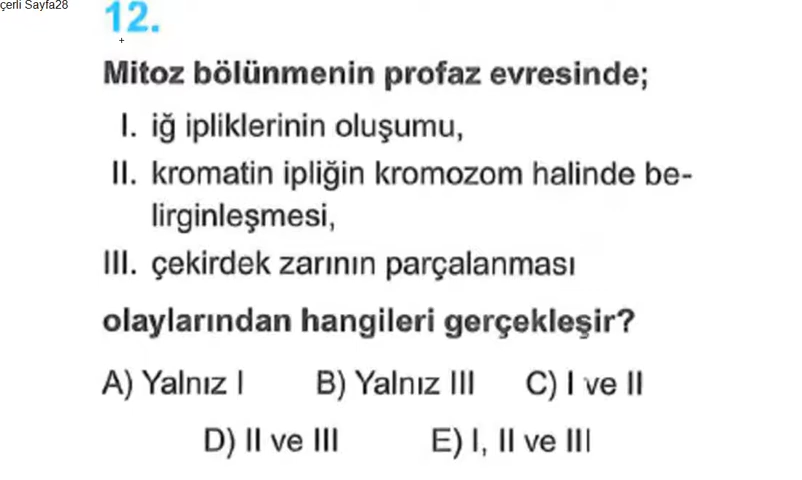 çerli Sayfa28
12.
Mitoz bölünmenin profaz evresinde;
I. iğ ipliklerinin oluşumu,
II. kromatin ipliğin kromozom halinde be-
lirginleşmesi,
III. çekirdek zarının parçalanması
olaylarından hangileri gerçekleşir?
A) Yalnız I B) Yalnız III C) I ve II
D) II ve III E) I, II ve III